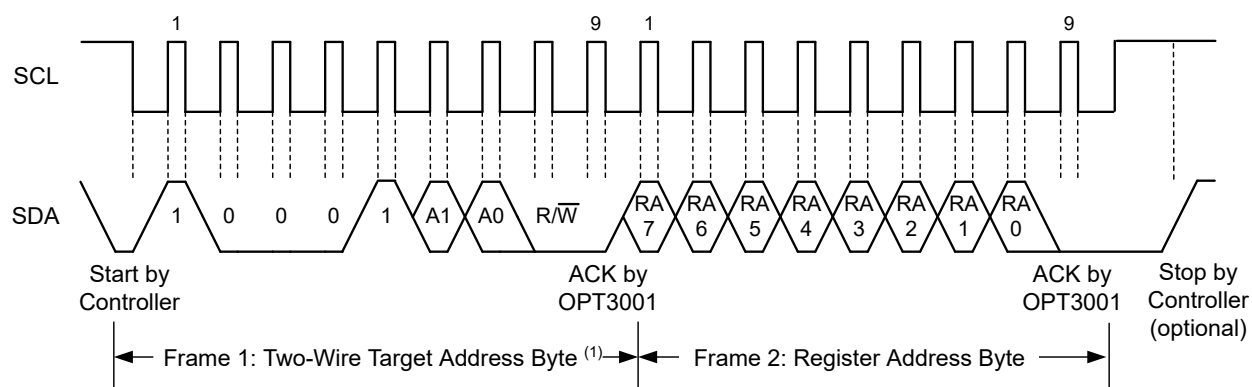 1 9 1 9
SCL
SDA
1 0 0 0 1 A1 A0 R/W̅ RA 7 RA 6 RA 5 RA 4 RA 3 RA 2 RA 1 RA 0
Start by
Controller
ACK by
OPT3001
ACK by
OPT3001
Stop by
Controller
(optional)
Frame 1: Two-Wire Target Address Byte (1)
Frame 2: Register Address Byte